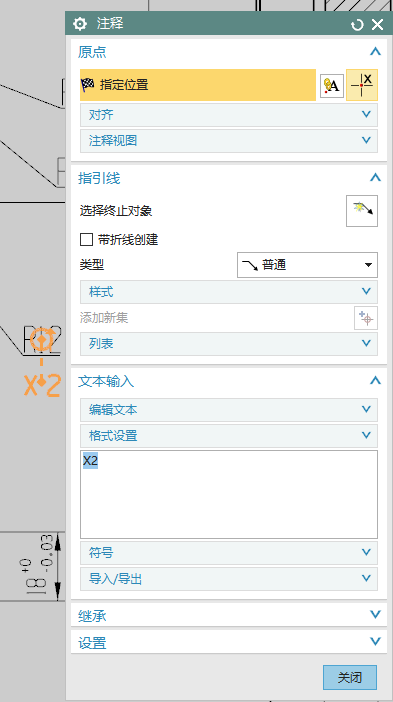 注释
原点
指定位置
A
X
对齐
注释视图
指引线
选择终止对象
带折线创建
类型
普通
样式
添加新集
列表
R12
X2
文本输入
编辑文本
格式设置
X2
符号
导入/导出
继承
设置
关闭
18 +0 -0.03